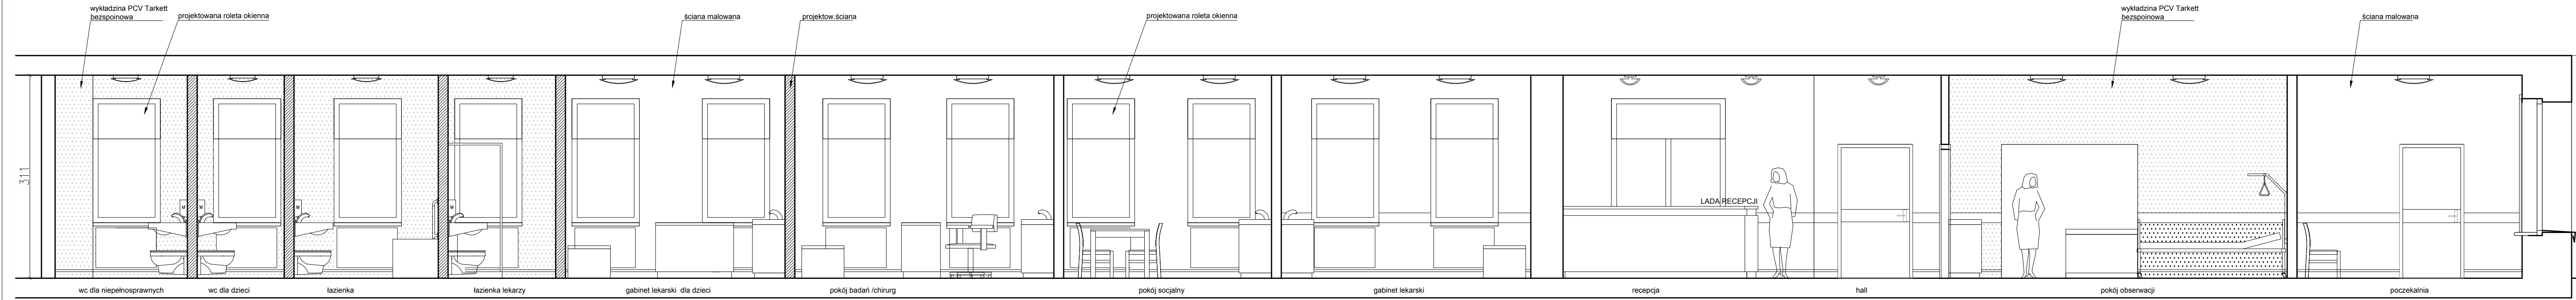 wykładzina PCV Tarkett
bezspoinowa
projektowana roleta okienna
ściana malowana
projektow.ściana
projektowana roleta okienna
wykładzina PCV Tarkett
bezspoinowa
ściana malowana
311
W
W
W
W
LADA RECEPCJI
wc dla niepełnosprawnych
wc dla dzieci
łazienka
łazienka lekarzy
gabinet lekarski dla dzieci
pokój badań /chirurg
pokój socjalny
gabinet lekarski
recepcja
hall
pokój obserwacji
poczekalnia